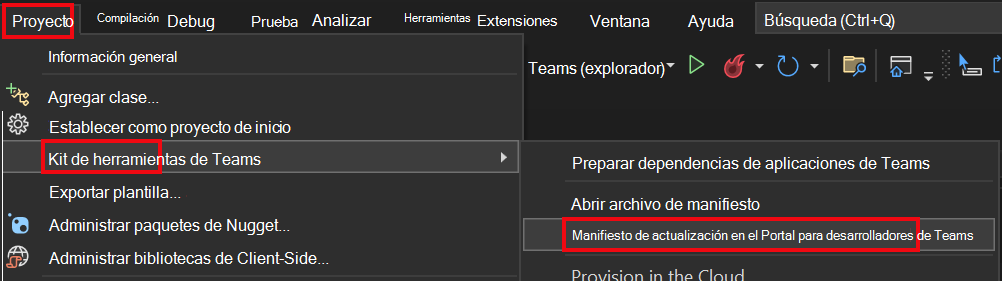 Proyecto Compilación Debug Prueba Analizar Herramientas Extensiones Ventana Ayuda Búsqueda (Ctrl+Q)
Información general
Teams (explorador)
Agregar clase...
Establecer como proyecto de inicio
Kit de herramientas de Teams
Exportar plantilla...
Administrar paquetes de Nugget...
Administrar bibliotecas de Client-Side...
Preparar dependencias de aplicaciones de Teams
Abrir archivo de manifiesto
Manifiesto de actualización en el Portal para desarrolladores de Teams
Provision in the Cloud